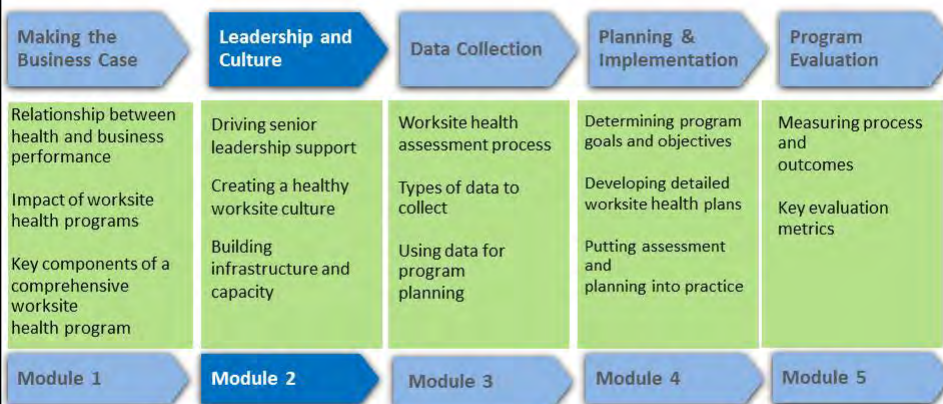 Making the
Business Case
Leadership and
Culture
Data Collection
Planning &
Implementation
Program
Evaluation
Relationship between
health and business
performance
Impact of worksite
health programs
Key components of a
comprehensive
worksite
health program
Driving senior
leadership support
Creating a healthy
worksite culture
Building
infrastructure and
capacity
Worksite health
assessment process
Types of data to
collect
Using data for
program
planning
Determining program
goals and objectives
Developing detailed
worksite health plans
Putting assessment
and
planning into practice
Measuring process
and
outcomes
Key evaluation
metrics
Module 1
Module 2
Module 3
Module 4
Module 5